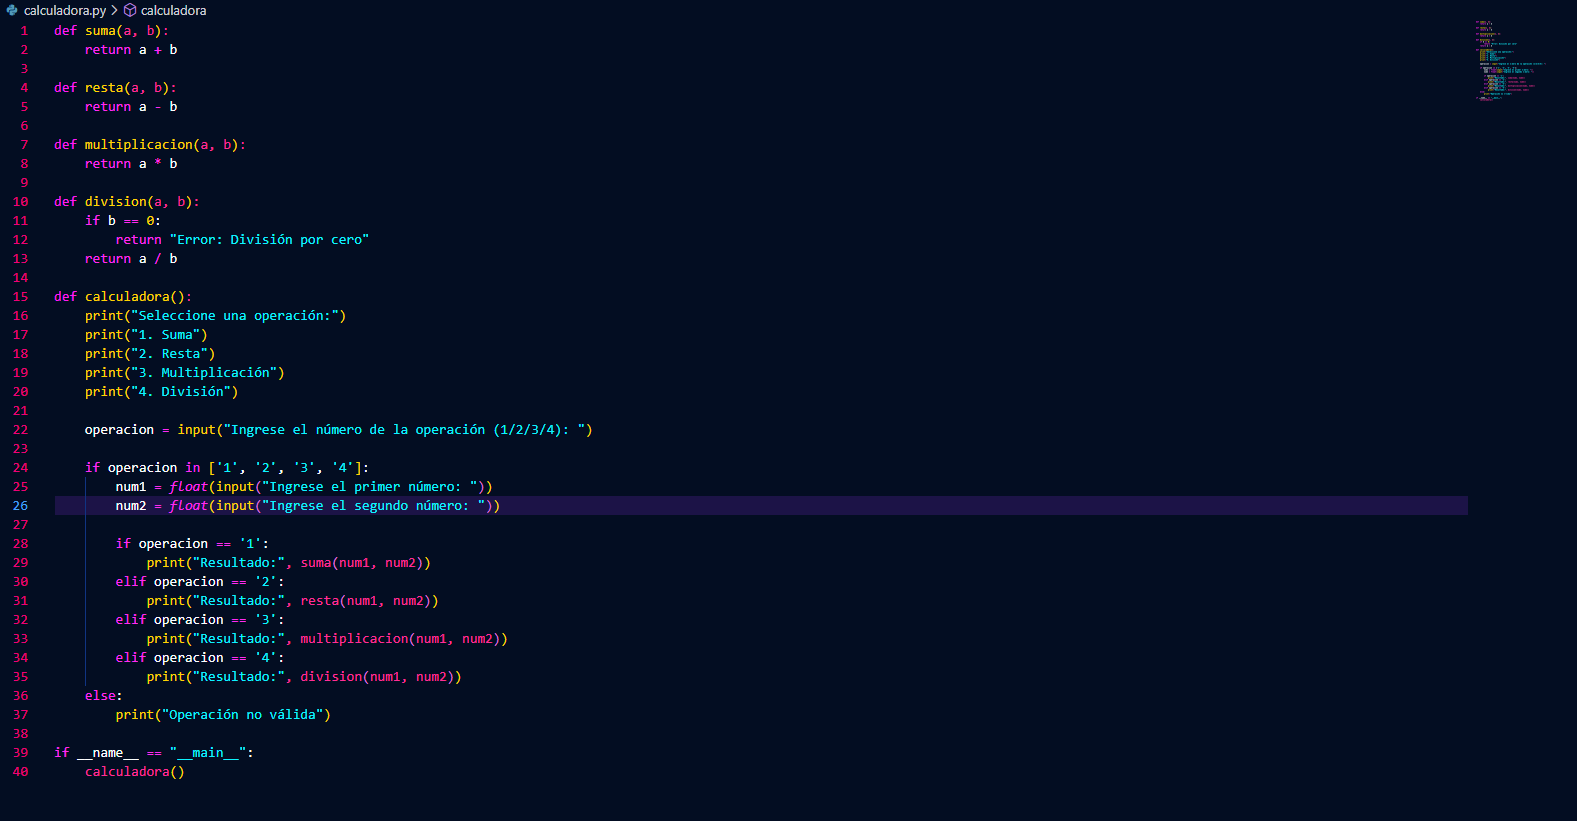 calculadora.py > calculadora
1 def suma(a, b):
2     return a + b
3
4 def resta(a, b):
5     return a - b
6
7 def multiplicacion(a, b):
8     return a * b
9
10 def division(a, b):
11     if b == 0:
12         return "Error: División por cero"
13     return a / b
14
15 def calculadora():
16     print("Seleccione una operación:")
17     print("1. Suma")
18     print("2. Resta")
19     print("3. Multiplicación")
20     print("4. División")
21
22     operacion = input("Ingrese el número de la operación (1/2/3/4): ")
23
24     if operacion in ['1', '2', '3', '4']:
25         num1 = float(input("Ingrese el primer número: "))
26         num2 = float(input("Ingrese el segundo número: "))
27
28         if operacion == '1':
29             print("Resultado:", suma(num1, num2))
30         elif operacion == '2':
31             print("Resultado:", resta(num1, num2))
32         elif operacion == '3':
33             print("Resultado:", multiplicacion(num1, num2))
34         elif operacion == '4':
35             print("Resultado:", division(num1, num2))
36     else:
37         print("Operación no válida")
38
39 if __name__ == "__main__":
40     calculadora()